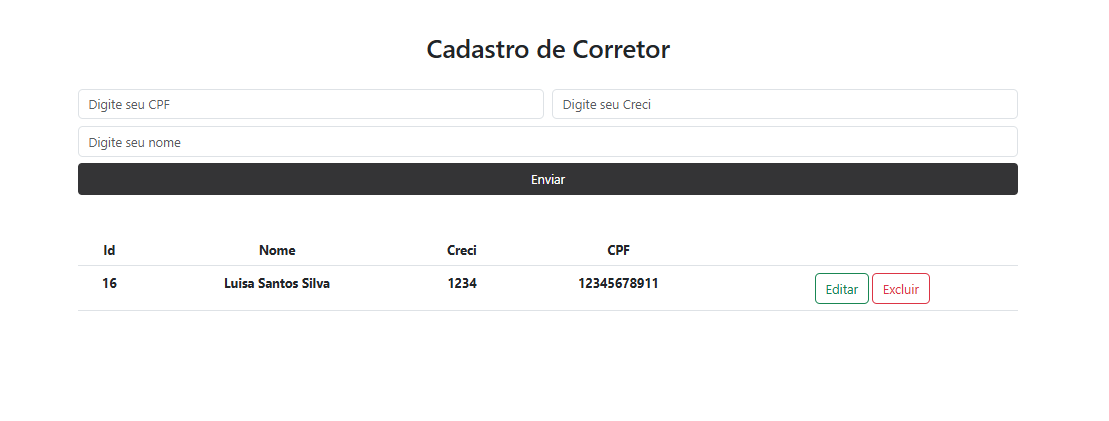 Cadastro de Corretor
Digite seu CPF Digite seu Creci
Digite seu nome
Enviar
Id Nome Creci CPF
16 Luisa Santos Silva 1234 12345678911 Editar Excluir